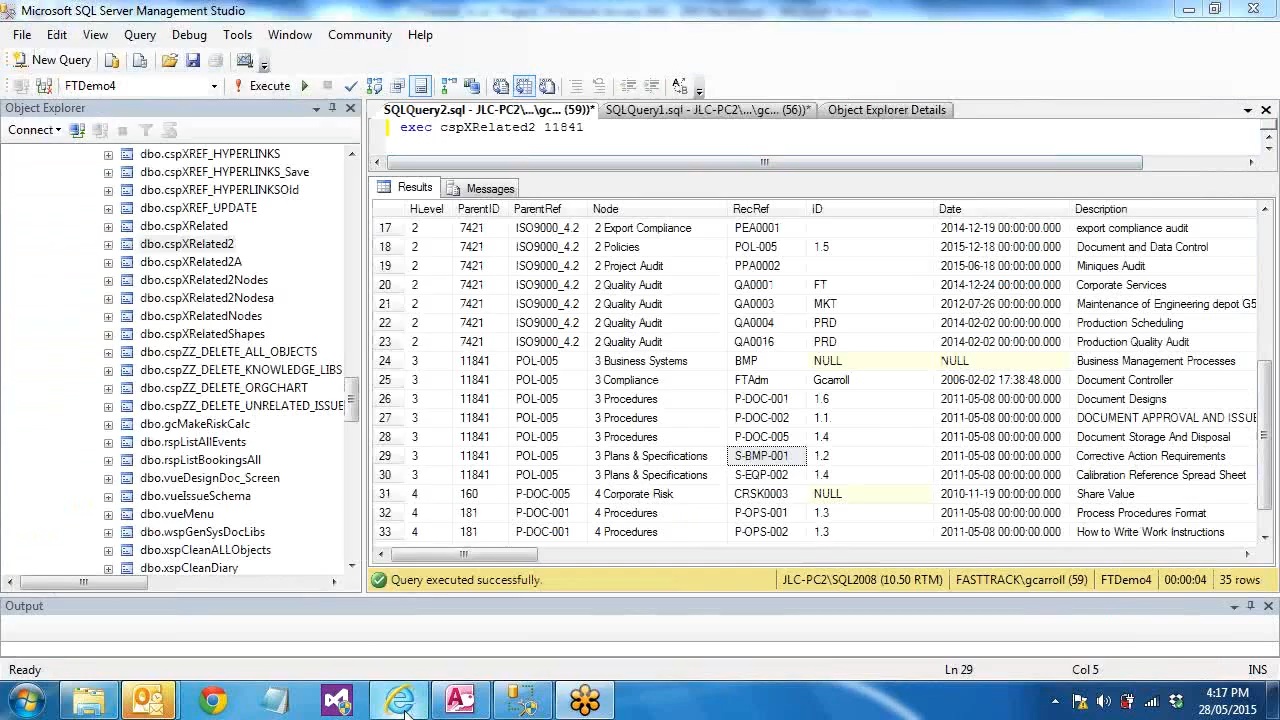 Microsoft SQL Server Management Studio
File Edit View Query Debug Tools Window Community Help
New Query
FTDemo4 Execute
Object Explorer
SQLQuery2.sql - JLC-PC2\...\gc... (59))* SQLQuery1.sql - JLC-PC2\...\gc... (56))* Object Explorer Details
Connect
exec cspXRelated2 11841
dbo.cspXREF_HYPERLINKS
dbo.cspXREF_HYPERLINKS_Save
dbo.cspXREF_HYPERLINKSOld
dbo.cspXREF_UPDATE
dbo.cspXRelated
dbo.cspXRelated2
dbo.cspXRelated2A
dbo.cspXRelated2Nodes
dbo.cspXRelated2Nodesa
dbo.cspXRelatedNodes
dbo.cspXRelatedShapes
dbo.cspZZ_DELETE_ALL_OBJECTS
dbo.cspZZ_DELETE_KNOWLEDGE_LIBS
dbo.cspZZ_DELETE_ORGCHART
dbo.cspZZ_DELETE_UNRELATED_ISSUE
dbo.gcMakeRiskCalc
dbo.rspListAllEvents
dbo.rspListBookingsAll
dbo.vueDesignDoc_Screen
dbo.vueIssueSchema
dbo.vueMenu
dbo.wspGenSysDocLibs
dbo.xspCleanALLObjects
dbo.xspCleanDiary
Results Messages
HLevel ParentID ParentRef Node RecRef ID Date Description
17 2 7421 ISO9000_4.2 2 Export Compliance PEA0001 2014-12-19 00:00:00.000 export compliance audit
18 2 7421 ISO9000_4.2 2 Policies POL-005 1.5 2015-12-18 00:00:00.000 Document and Data Control
19 2 7421 ISO9000_4.2 2 Project Audit PPA0002 2015-06-18 00:00:00.000 Miniques Audit
20 2 7421 ISO9000_4.2 2 Quality Audit QA0001 FT 2014-12-24 00:00:00.000 Corporate Services
21 2 7421 ISO9000_4.2 2 Quality Audit QA0003 MKT 2012-07-26 00:00:00.000 Maintenance of Engineering depot G5
22 2 7421 ISO9000_4.2 2 Quality Audit QA0004 PRD 2014-02-02 00:00:00.000 Production Scheduling
23 2 7421 ISO9000_4.2 2 Quality Audit QA0016 PRD 2014-02-02 00:00:00.000 Production Quality Audit
24 3 11841 POL-005 3 Business Systems BMP NULL NULL Business Management Processes
25 3 11841 POL-005 3 Compliance FTAdm Gcarroll 2006-02-02 17:38:48.000 Document Controller
26 3 11841 POL-005 3 Procedures P-DOC-001 1.6 2011-05-08 00:00:00.000 Document Designs
27 3 11841 POL-005 3 Procedures P-DOC-002 1.1 2011-05-08 00:00:00.000 DOCUMENT APPROVAL AND ISSUE
28 3 11841 POL-005 3 Procedures P-DOC-005 1.4 2011-05-08 00:00:00.000 Document Storage And Disposal
29 3 11841 POL-005 3 Plans & Specifications S-BMP-001 1.2 2011-05-08 00:00:00.000 Corrective Action Requirements
30 3 11841 POL-005 3 Plans & Specifications S-EQP-002 1.4 2011-05-08 00:00:00.000 Calibration Reference Spread Sheet
31 4 160 P-DOC-005 4 Corporate Risk CRSK0003 NULL 2010-11-19 00:00:00.000 Share Value
32 4 181 P-DOC-001 4 Procedures P-OPS-001 1.3 2011-05-08 00:00:00.000 Process Procedures Format
33 4 181 P-DOC-001 4 Procedures P-OPS-002 1.3 2011-05-08 00:00:00.000 How to Write Work Instructions
Query executed successfully. JLC-PC2\SQL2008 (10.50 RTM) FASTTRACK\gcarroll (59) FTDemo4 00:00:04 35 rows
Output
Ready Ln 29 Col 5 INS
4:17 PM
28/05/2015